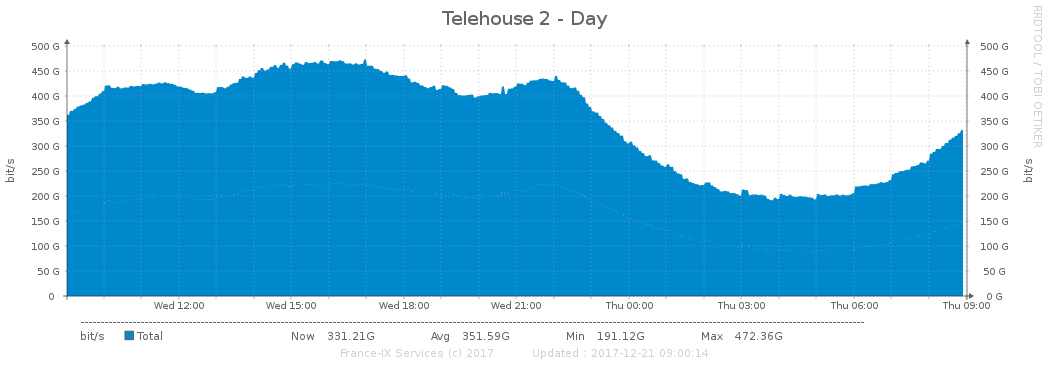 Telehouse 2 - Day
RRDTOOL / TOBI OETIKER
bit/s
500 G
450 G
400 G
350 G
300 G
250 G
200 G
150 G
100 G
50 G
0
500 G
450 G
400 G
350 G
300 G
250 G
200 G
150 G
100 G
50 G
0 G
bit/s
Wed 12:00 Wed 15:00 Wed 18:00 Wed 21:00 Thu 00:00 Thu 03:00 Thu 06:00 Thu 09:00
bit/s Total Now 331.21G Avg 351.59G Min 191.12G Max 472.36G
France-IX Services (c) 2017 Updated : 2017-12-21 09:00:14